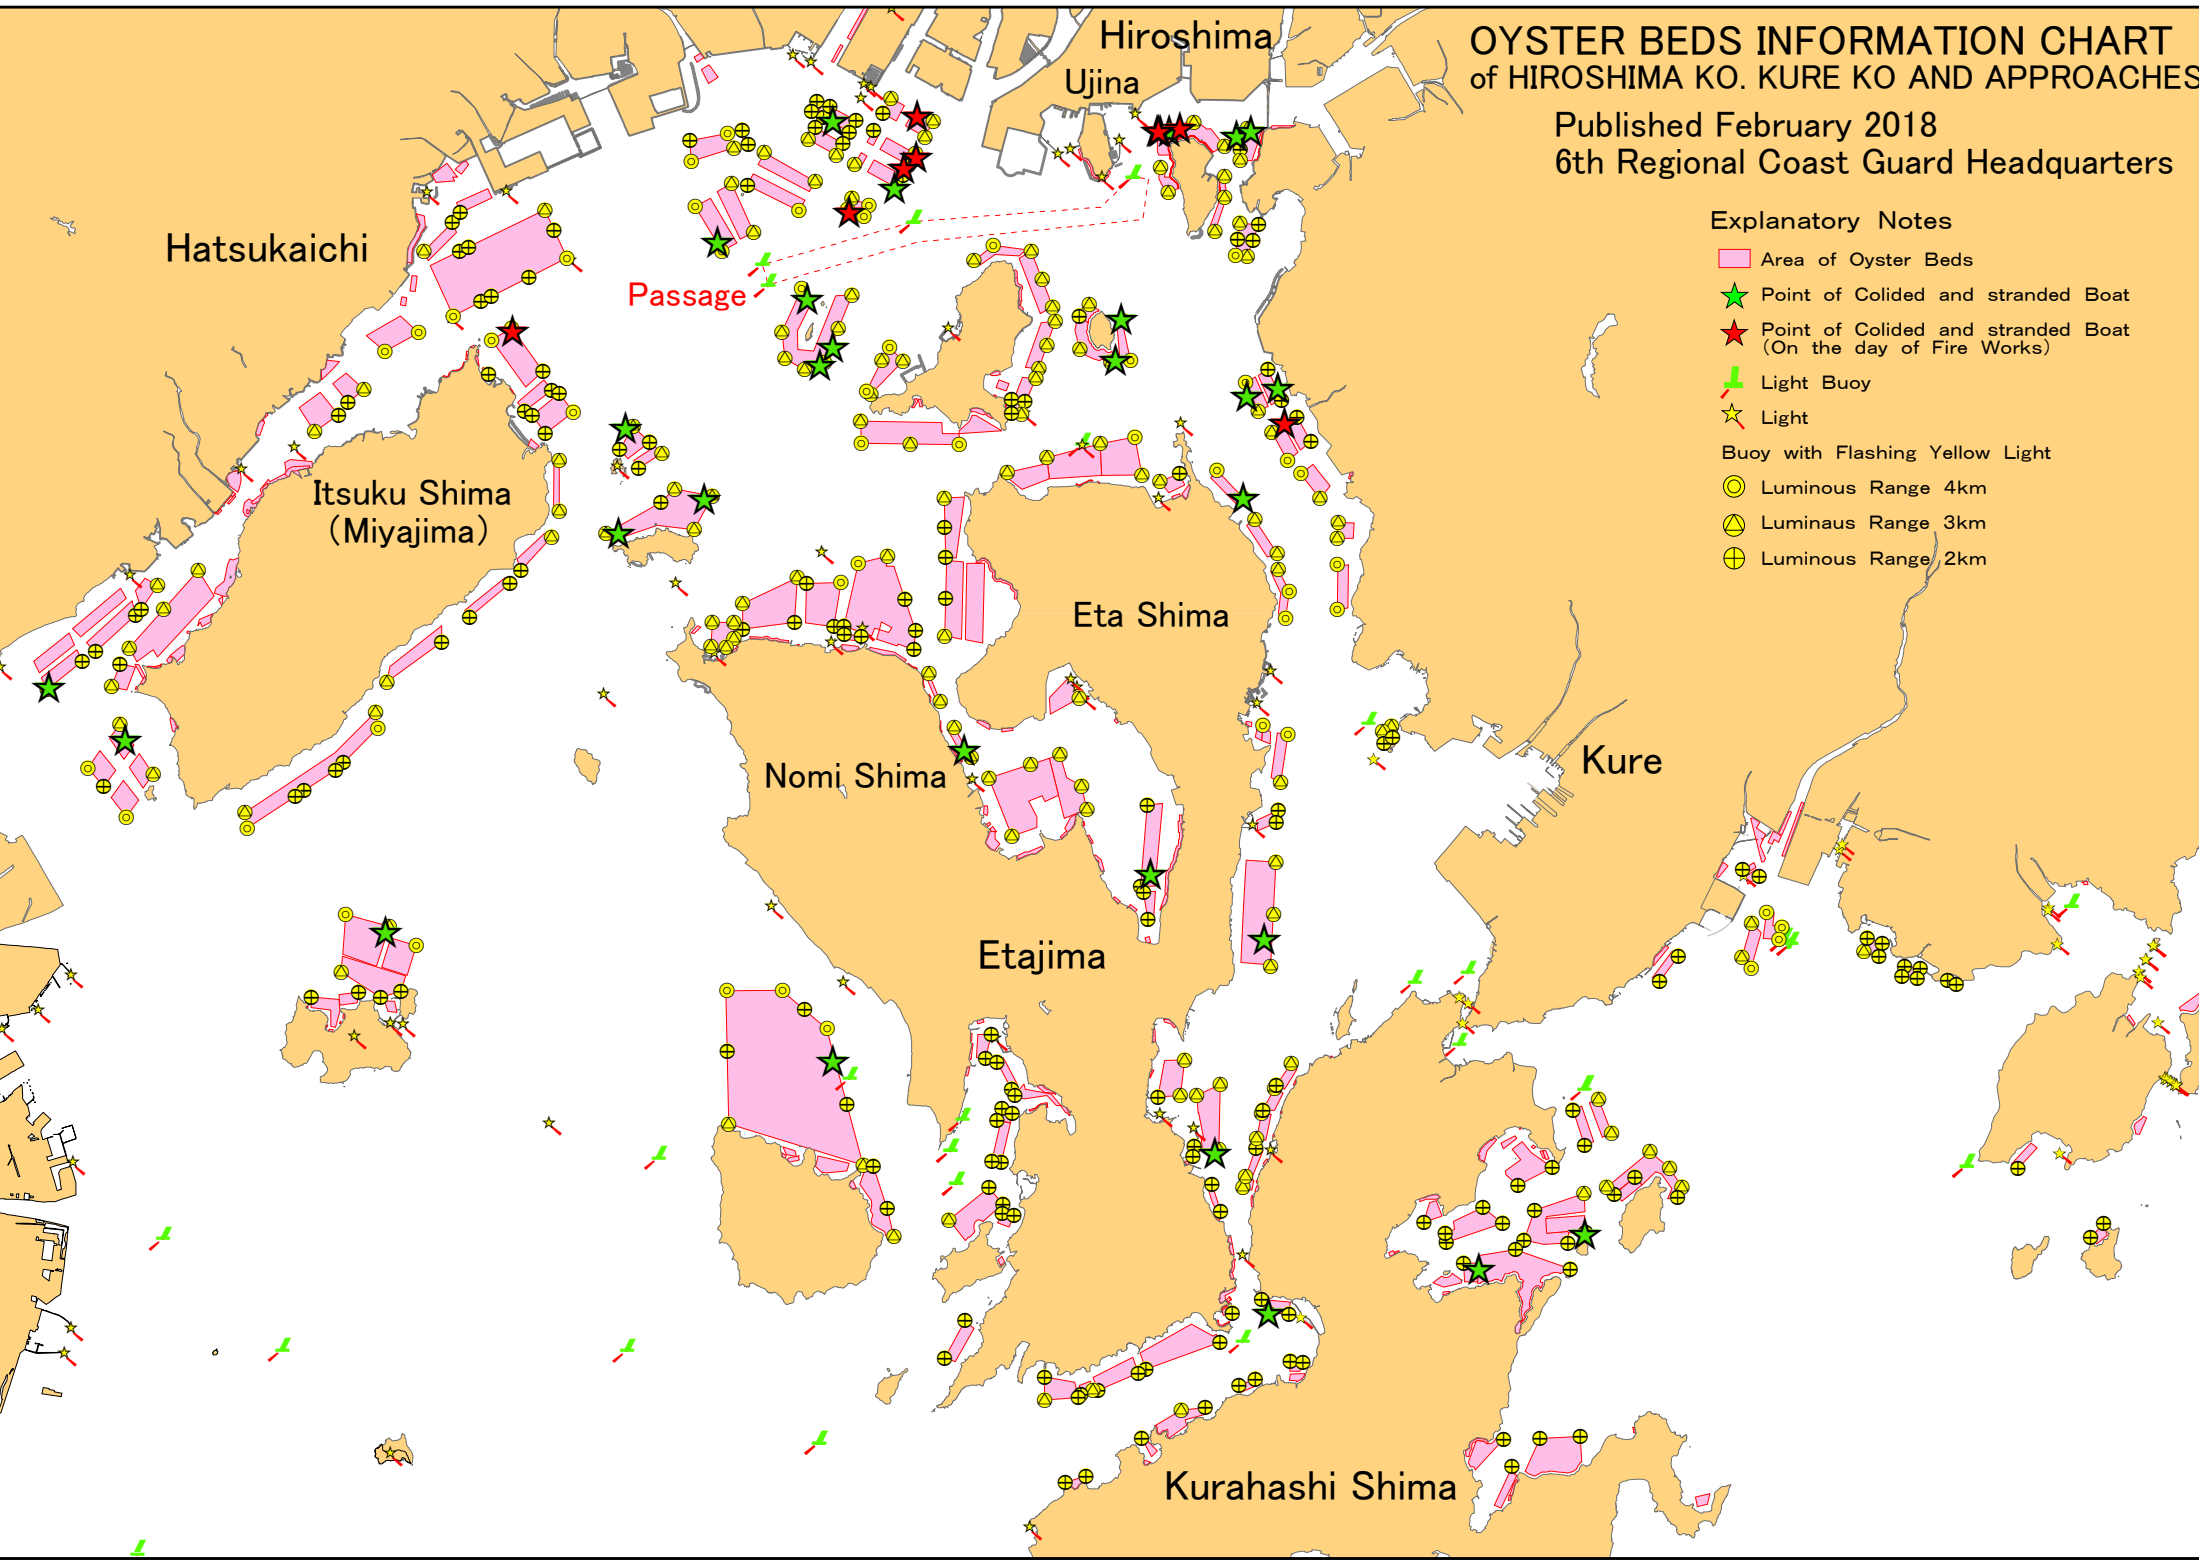 OYSTER BEDS INFORMATION CHART
of HIROSHIMA KO. KURE KO AND APPROACHES
Published February 2018
6th Regional Coast Guard Headquarters
Explanatory Notes
Area of Oyster Beds
Point of Colided and stranded Boat
Point of Colided and stranded Boat
(On the day of Fire Works)
Light Buoy
Light
Buoy with Flashing Yellow Light
Luminous Range 4km
Luminaus Range 3km
Luminous Range 2km
Hiroshima
Ujina
Hatsukaichi
Passage
Itsuku Shima
(Miyajima)
Eta Shima
Nomi Shima
Kure
Etajima
Kurahashi Shima